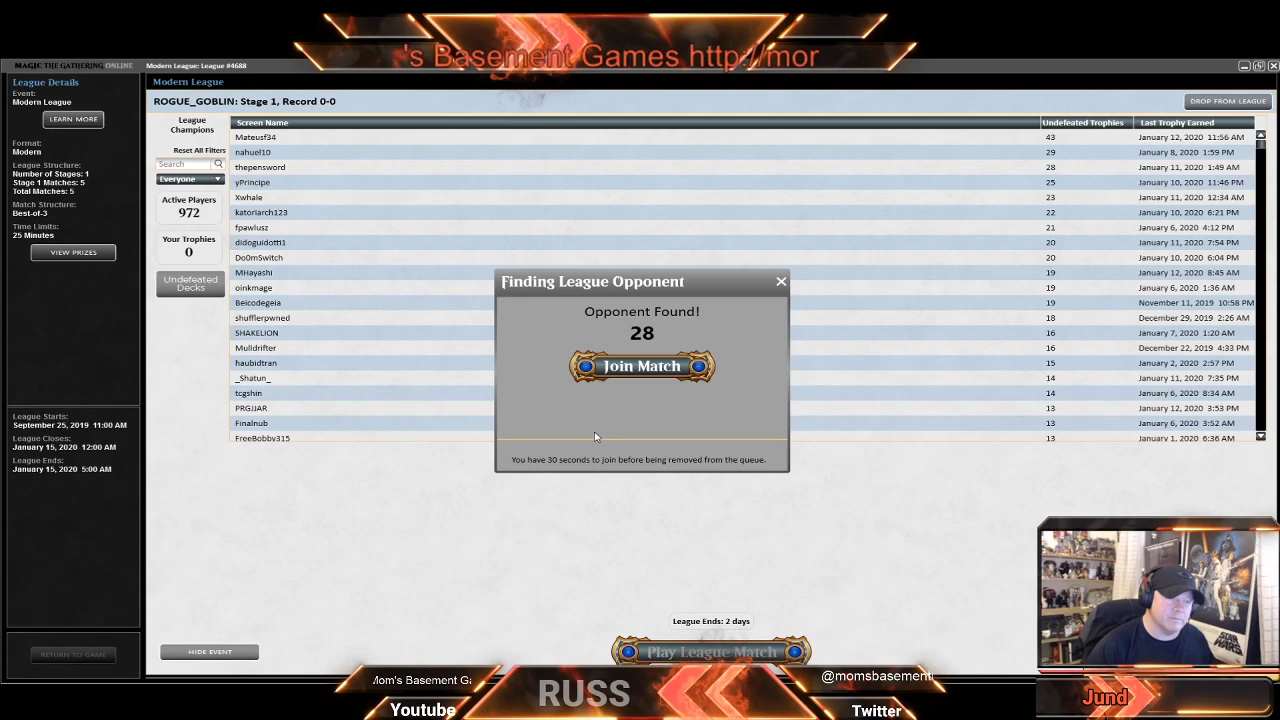 's Basement Games http://mor
MAGIC THE GATHERING ONLINE
Modern League: League #4688
League Details
Event:
Modern League
LEARN MORE
Format:
Modern
League Structure:
Number of Stages: 1
Stage 1 Matches: 5
Total Matches: 5
Match Structure:
Best-of-3
Time Limits:
25 Minutes
VIEW PRIZES
League Starts:
September 25, 2019 11:00 AM
League Closes:
January 15, 2020 12:00 AM
League Ends:
January 15, 2020 5:00 AM
RETURN TO GAME
Modern League
ROGUE_GOBLIN: Stage 1, Record 0-0
DROP FROM LEAGUE
League
Champions
Reset All Filters
Search
Everyone
Active Players
972
Your Trophies
0
Undefeated
Decks
Screen Name Undefeated Trophies Last Trophy Earned
Mateusf34 43 January 12, 2020 11:56 AM
nahuel10 29 January 8, 2020 1:59 PM
thepensword 28 January 11, 2020 1:49 AM
yPrincipe 25 January 10, 2020 11:46 PM
Xwhale 23 January 11, 2020 12:34 AM
katoriarch123 22 January 10, 2020 6:21 PM
fpawlusz 21 January 6, 2020 4:12 PM
didoguidotti1 20 January 11, 2020 7:54 PM
Do0mSwitch 20 January 10, 2020 6:04 PM
MHayashi 19 January 12, 2020 8:45 AM
oinkmage 19 January 6, 2020 1:36 AM
Beicodegeia 19 November 11, 2019 10:58 PM
shufflerpwned 18 December 29, 2019 2:26 AM
SHAKELION 16 January 7, 2020 1:20 AM
Mulldrifter 16 December 22, 2019 4:33 PM
haubidtran 15 January 2, 2020 2:57 PM
_Shatun_ 14 January 11, 2020 7:35 PM
tcgshin 14 January 6, 2020 8:34 AM
PRGJJAR 13 January 12, 2020 3:53 PM
Finalnub 13 January 6, 2020 3:52 AM
FreeBobby315 13 January 1, 2020 6:36 AM
Finding League Opponent
Opponent Found!
28
Join Match
You have 30 seconds to join before being removed from the queue.
League Ends: 2 days
Play League Match
HIDE EVENT
Mom's Basement Ga
Youtube
RUSS
@momsbasement
Twitter
STAR
WARS
Jund